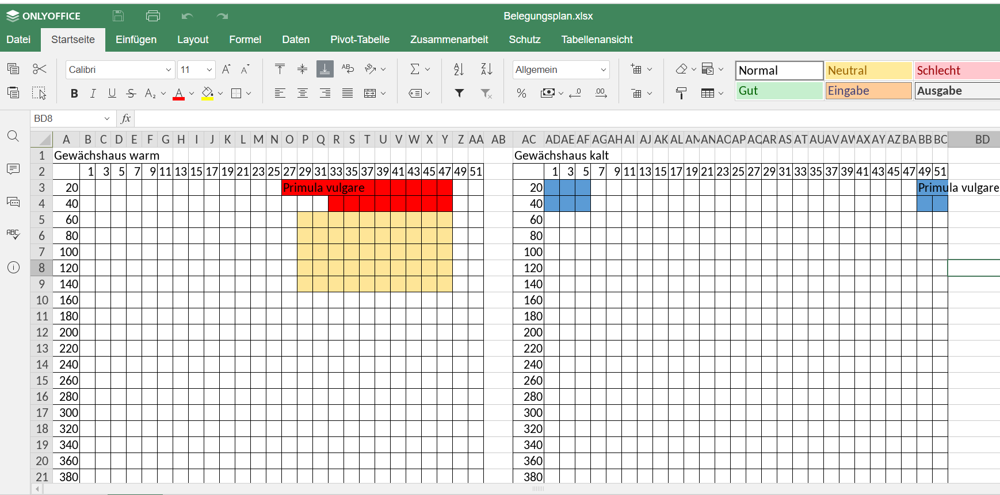 ONLYOFFICE Belegungsplan.xlsx
Datei Startseite Einfügen Layout Formel Daten Pivot-Tabelle Zusammenarbeit Schutz Tabellenansicht
Calibri 11 Allgemein Normal Neutral Schlecht
Gut Eingabe Ausgabe
BD8 fx
A B C D E F G H I J K L M N O P Q R S T U V W X Y Z AA AB AC AD AE AF AG AH AI AJ AK AL AM AN AO AP AQ AR AS AT AU AV AW AX AY AZ BA BB BC BD
1 Gewächshaus warm Gewächshaus kalt
2 1 3 5 7 9 11 13 15 17 19 21 23 25 27 29 31 33 35 37 39 41 43 45 47 49 51 1 3 5 7 9 11 13 15 17 19 21 23 25 27 29 31 33 35 37 39 41 43 45 47 49 51
3 20 Primula vulgare 20 Primula vulgare
4 40 40
5 60 60
6 80 80
7 100 100
8 120 120
9 140 140
10 160 160
11 180 180
12 200 200
13 220 220
14 240 240
15 260 260
16 280 280
17 300 300
18 320 320
19 340 340
20 360 360
21 380 380